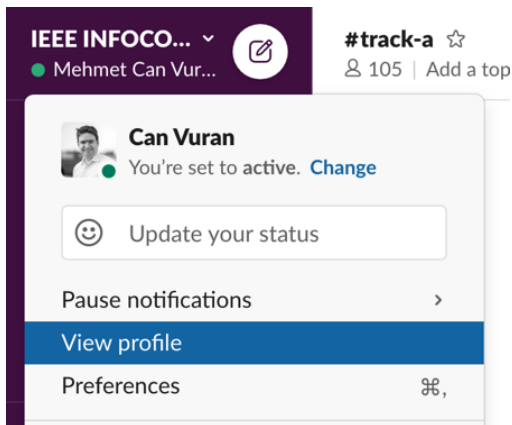 IEEE INFOCO...
#track-a
Mehmet Can Vur...
105 | Add a top
Can Vuran
You're set to active. Change
Update your status
Pause notifications
View profile
Preferences ⌘,